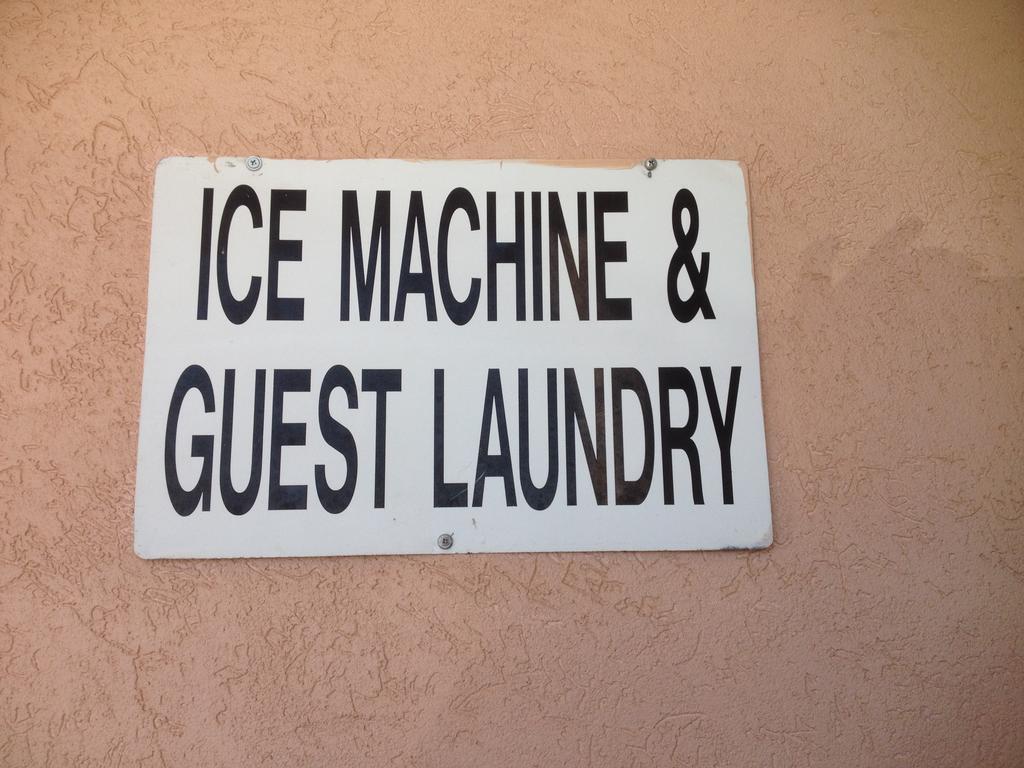 ICE MACHINE &
GUEST LAUNDRY